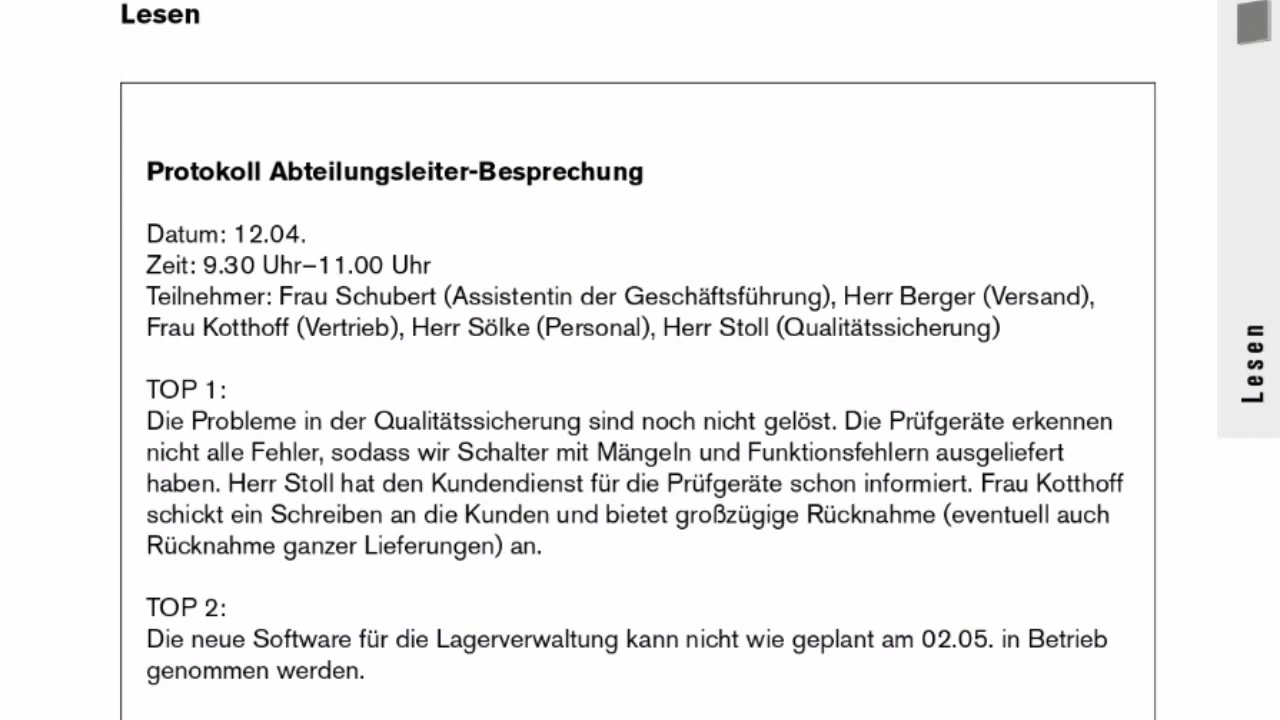 Lesen
Protokoll Abteilungsleiter-Besprechung
Datum: 12.04.
Zeit: 9.30 Uhr–11.00 Uhr
Teilnehmer: Frau Schubert (Assistentin der Geschäftsführung), Herr Berger (Versand),
Frau Kotthoff (Vertrieb), Herr Sölke (Personal), Herr Stoll (Qualitätssicherung)
TOP 1:
Die Probleme in der Qualitätssicherung sind noch nicht gelöst. Die Prüfgeräte erkennen
nicht alle Fehler, sodass wir Schalter mit Mängeln und Funktionsfehlern ausgeliefert
haben. Herr Stoll hat den Kundendienst für die Prüfgeräte schon informiert. Frau Kotthoff
schickt ein Schreiben an die Kunden und bietet großzügige Rücknahme (eventuell auch
Rücknahme ganzer Lieferungen) an.
TOP 2:
Die neue Software für die Lagerverwaltung kann nicht wie geplant am 02.05. in Betrieb
genommen werden.
Lesen